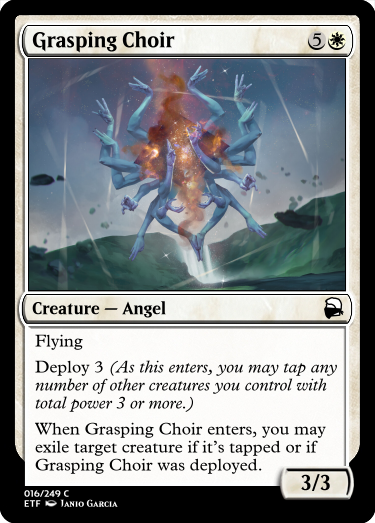 Grasping Choir
5
Creature — Angel
Flying
Deploy 3 (As this enters, you may tap any
number of other creatures you control with
total power 3 or more.)
When Grasping Choir enters, you may
exile target creature if it's tapped or if
Grasping Choir was deployed.
3/3
016/249 C
ETF Ianio Garcia